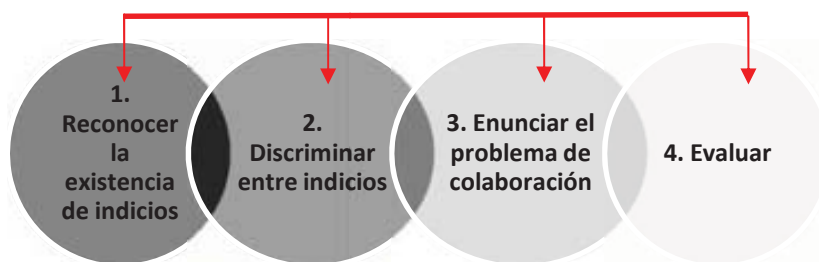 1.
Reconocer
la
existencia
de indicios
2.
Discriminar
entre indicios
3. Enunciar el
problema de
colaboración
4. Evaluar